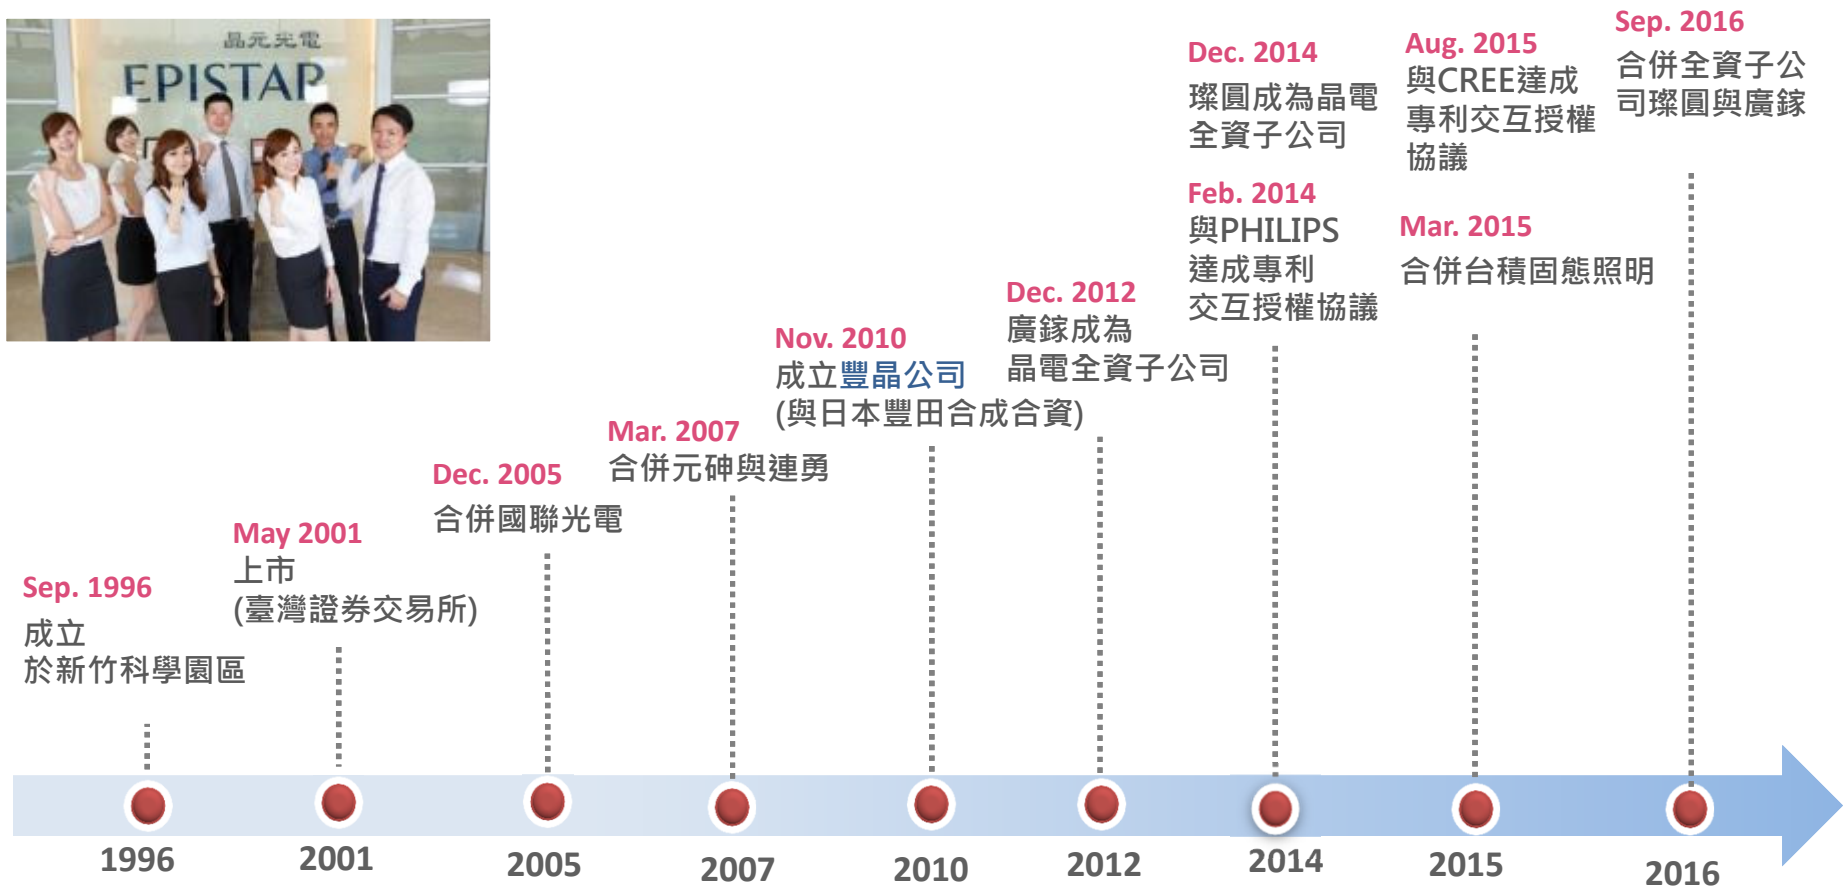 晶元光電
EPISTAR
Sep. 1996
成立
於新竹科學園區
May 2001
上市
(臺灣證券交易所)
Dec. 2005
合併國聯光電
Mar. 2007
合併元砷與連勇
Nov. 2010
成立豐晶公司
(與日本豐田合成合資)
Dec. 2012
廣鎵成為
晶電全資子公司
Dec. 2014
璨圓成為晶電
全資子公司
Feb. 2014
與PHILIPS
達成專利
交互授權協議
Aug. 2015
與CREE達成
專利交互授權
協議
Mar. 2015
合併台積固態照明
Sep. 2016
合併全資子公
司璨圓與廣鎵
1996
2001
2005
2007
2010
2012
2014
2015
2016